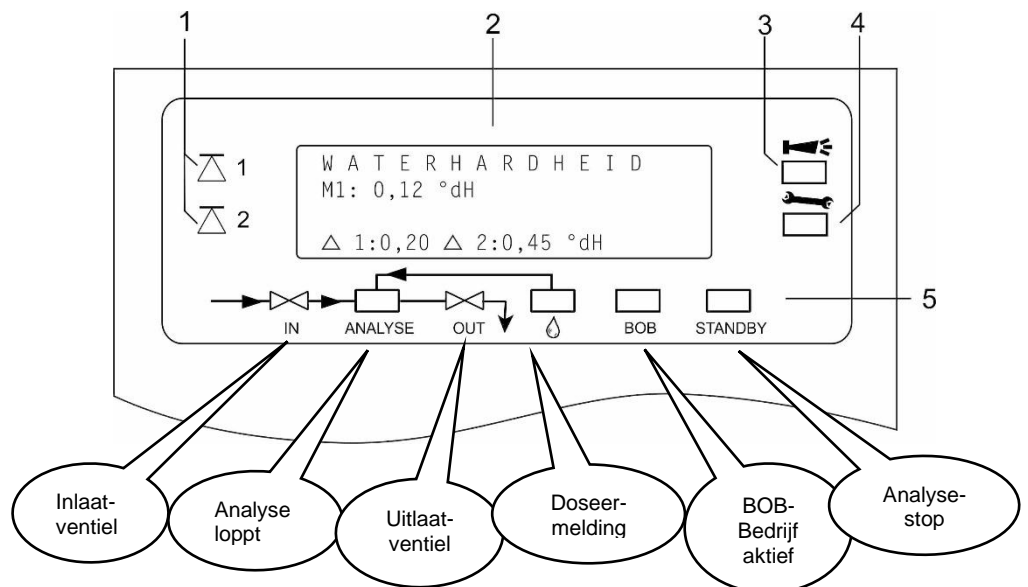 1
2
3
4
1
2
W A T E R H A R D H E I D
M1: 0,12 °dH
△ 1:0,20 △ 2:0,45 °dH
5
IN
ANALYSE
OUT
BOB
STANDBY
Inlaat-
ventiel
Analyse
loppt
Uitlaat-
ventiel
Doseer-
melding
BOB-
Bedrijf
aktief
Analyse-
stop